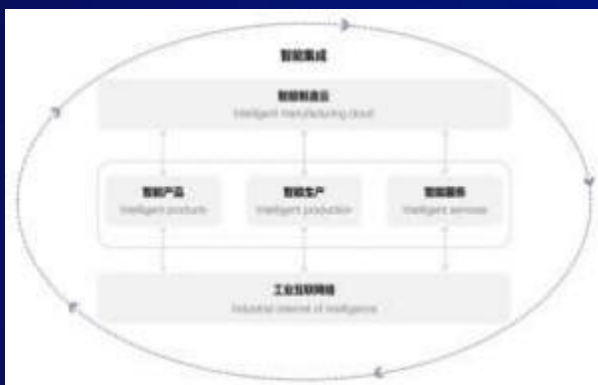 智能集成
智能制造云
Intelligent manufacturing cloud
智能产品
Intelligent products
智能生产
Intelligent production
智能服务
Intelligent services
工业互联网络
Industrial internet of intelligence